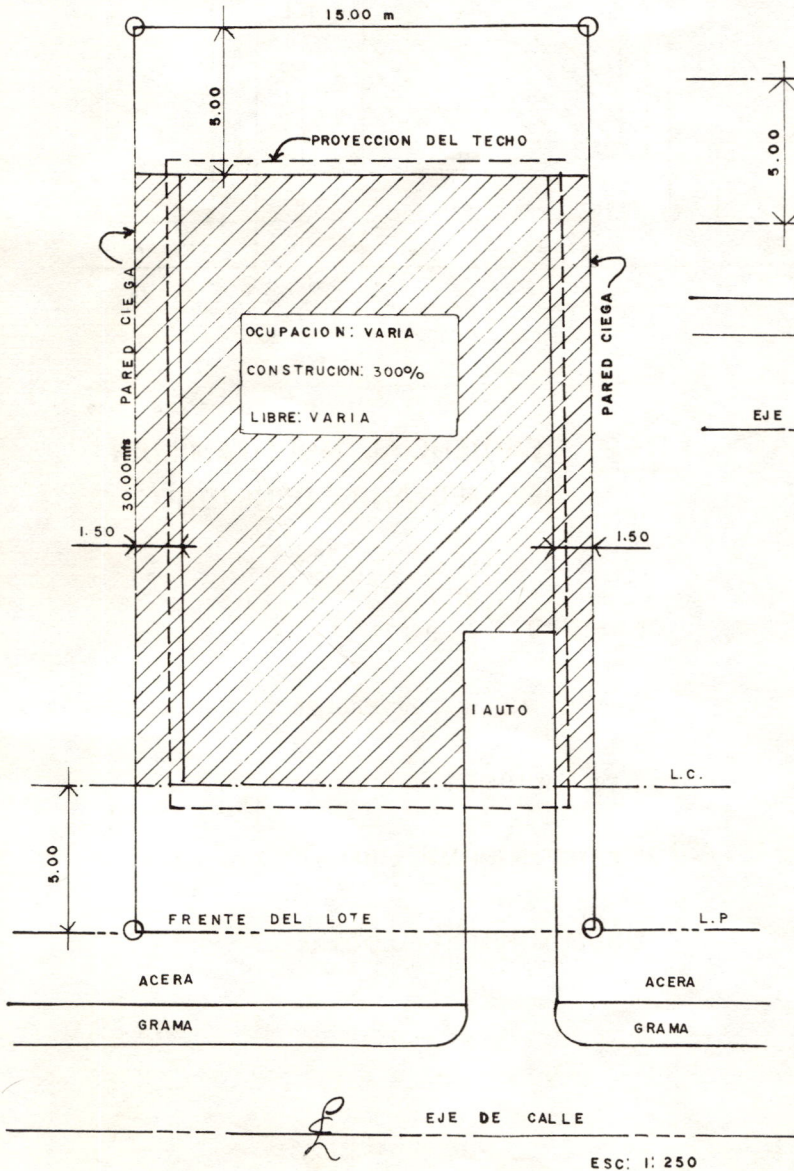 15.00 m
5.00
PROYECCION DEL TECHO
5.00
PARED CIEGA
PARED CIEGA
OCUPACION: VARIA
CONSTRUCION: 300%
LIBRE: VARIA
EJE
30.00mts
1.50
1.50
1 AUTO
L.C.
5.00
FRENTE DEL LOTE
L.P
ACERA
ACERA
GRAMA
GRAMA
EJE DE CALLE
ESC: 1: 250